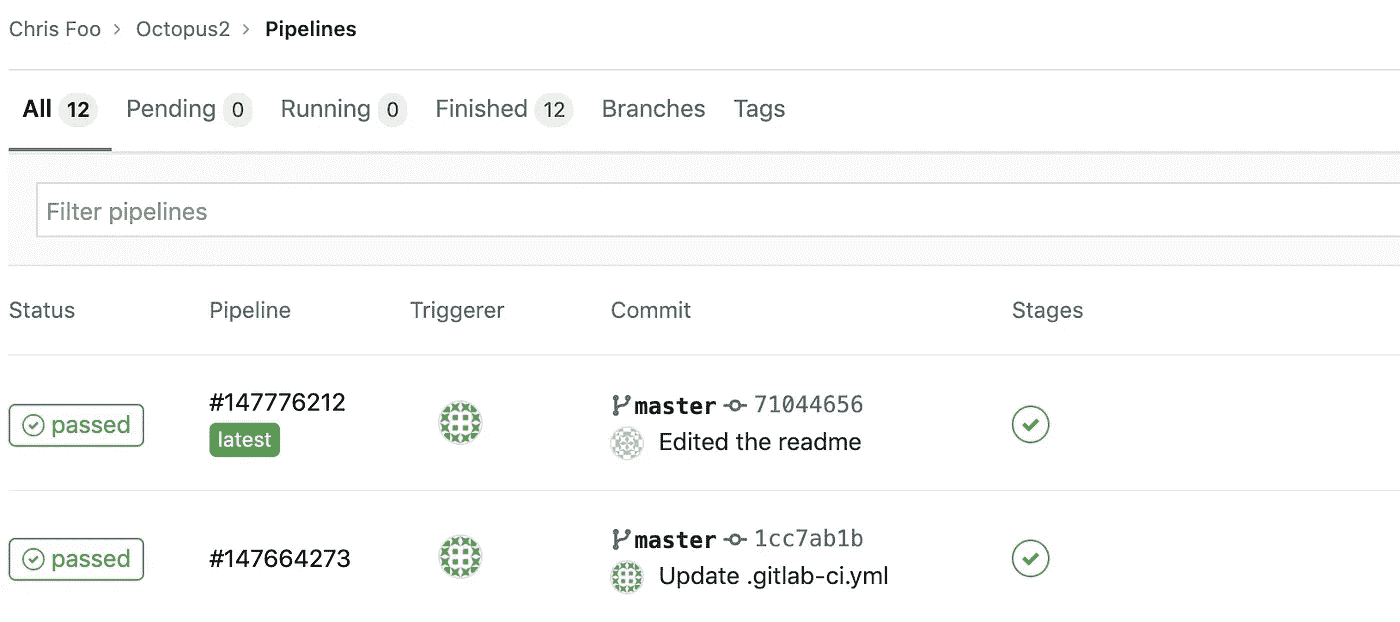 Chris Foo > Octopus2 > Pipelines
All 12 Pending 0 Running 0 Finished 12 Branches Tags
Filter pipelines
Status Pipeline Triggerer Commit Stages
passed #147776212 master 71044656
latest Edited the readme
passed #147664273 master 1cc7ab1b
Update .gitlab-ci.yml